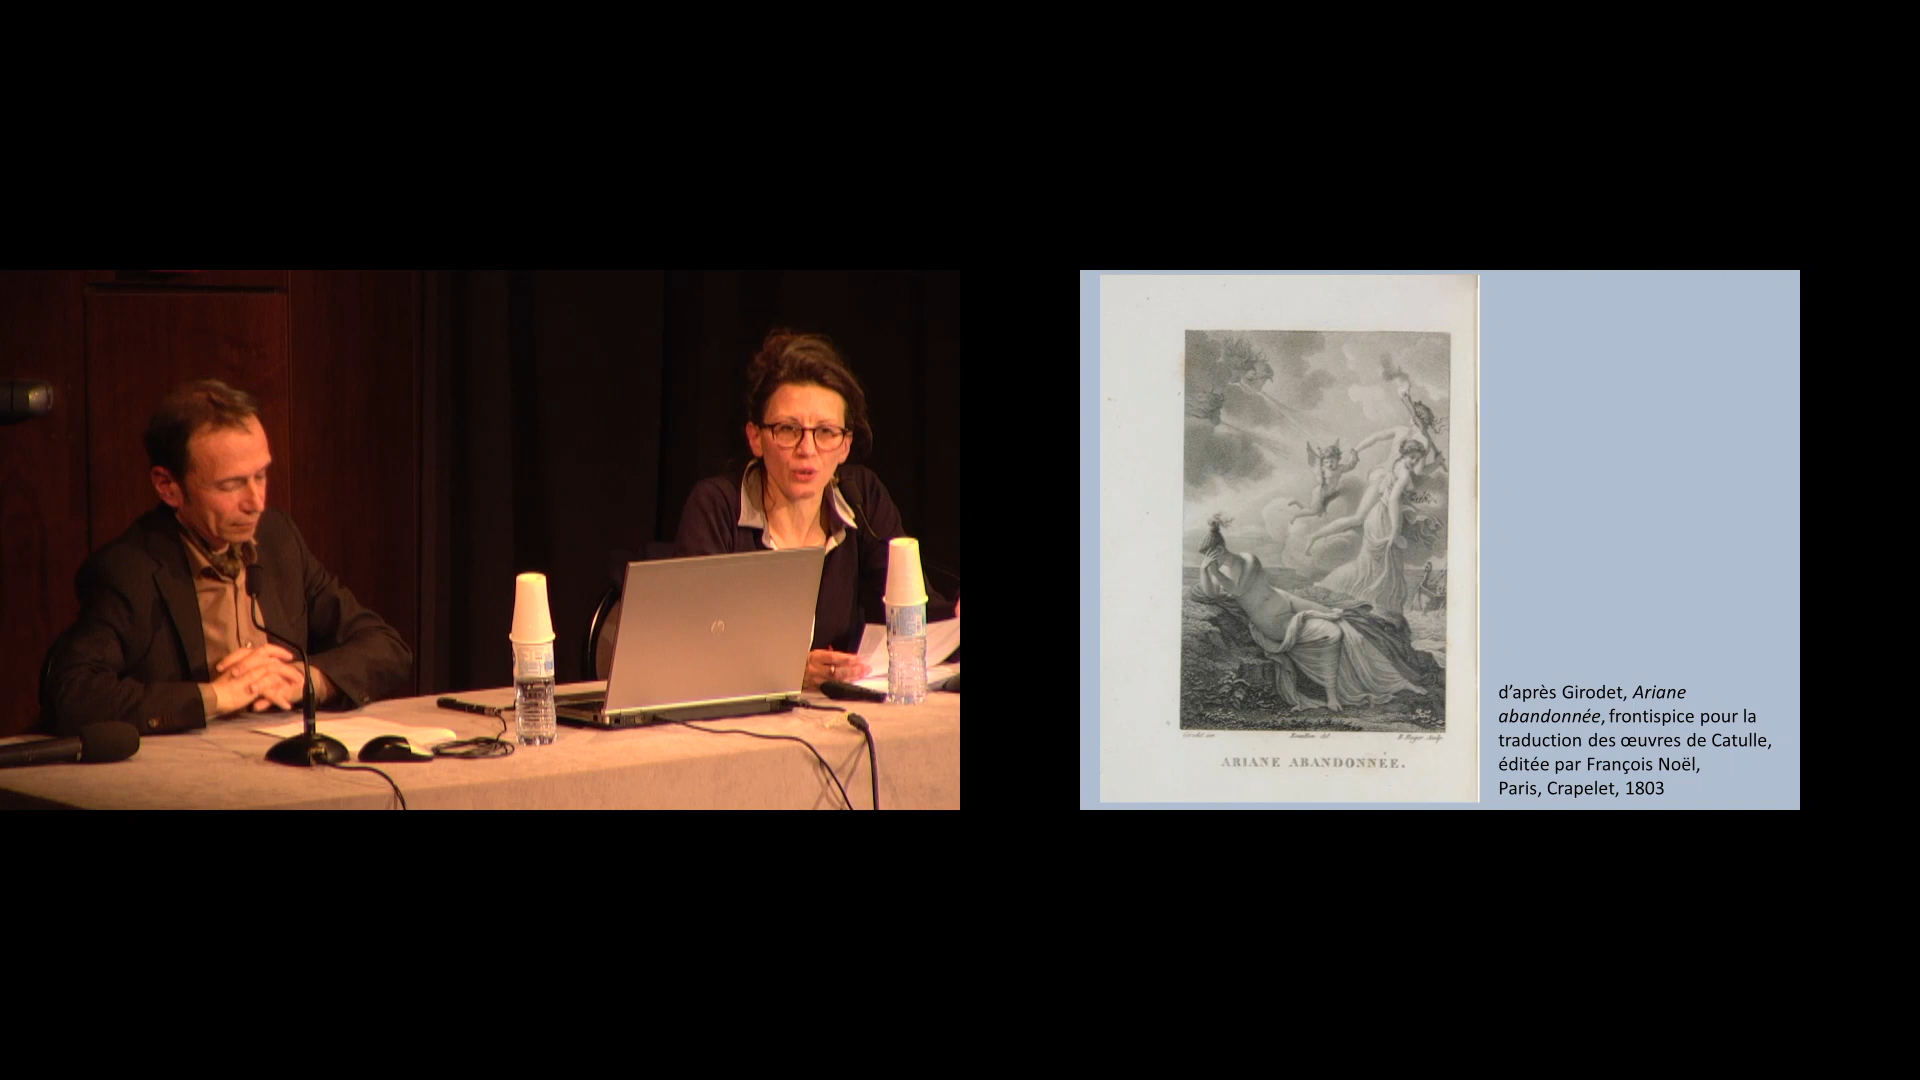 ARIANE ABANDONNÉE.
d'après Girodet, Ariane
abandonnée, frontispice pour la
traduction des œuvres de Catulle,
éditée par François Noël,
Paris, Crapelet, 1803